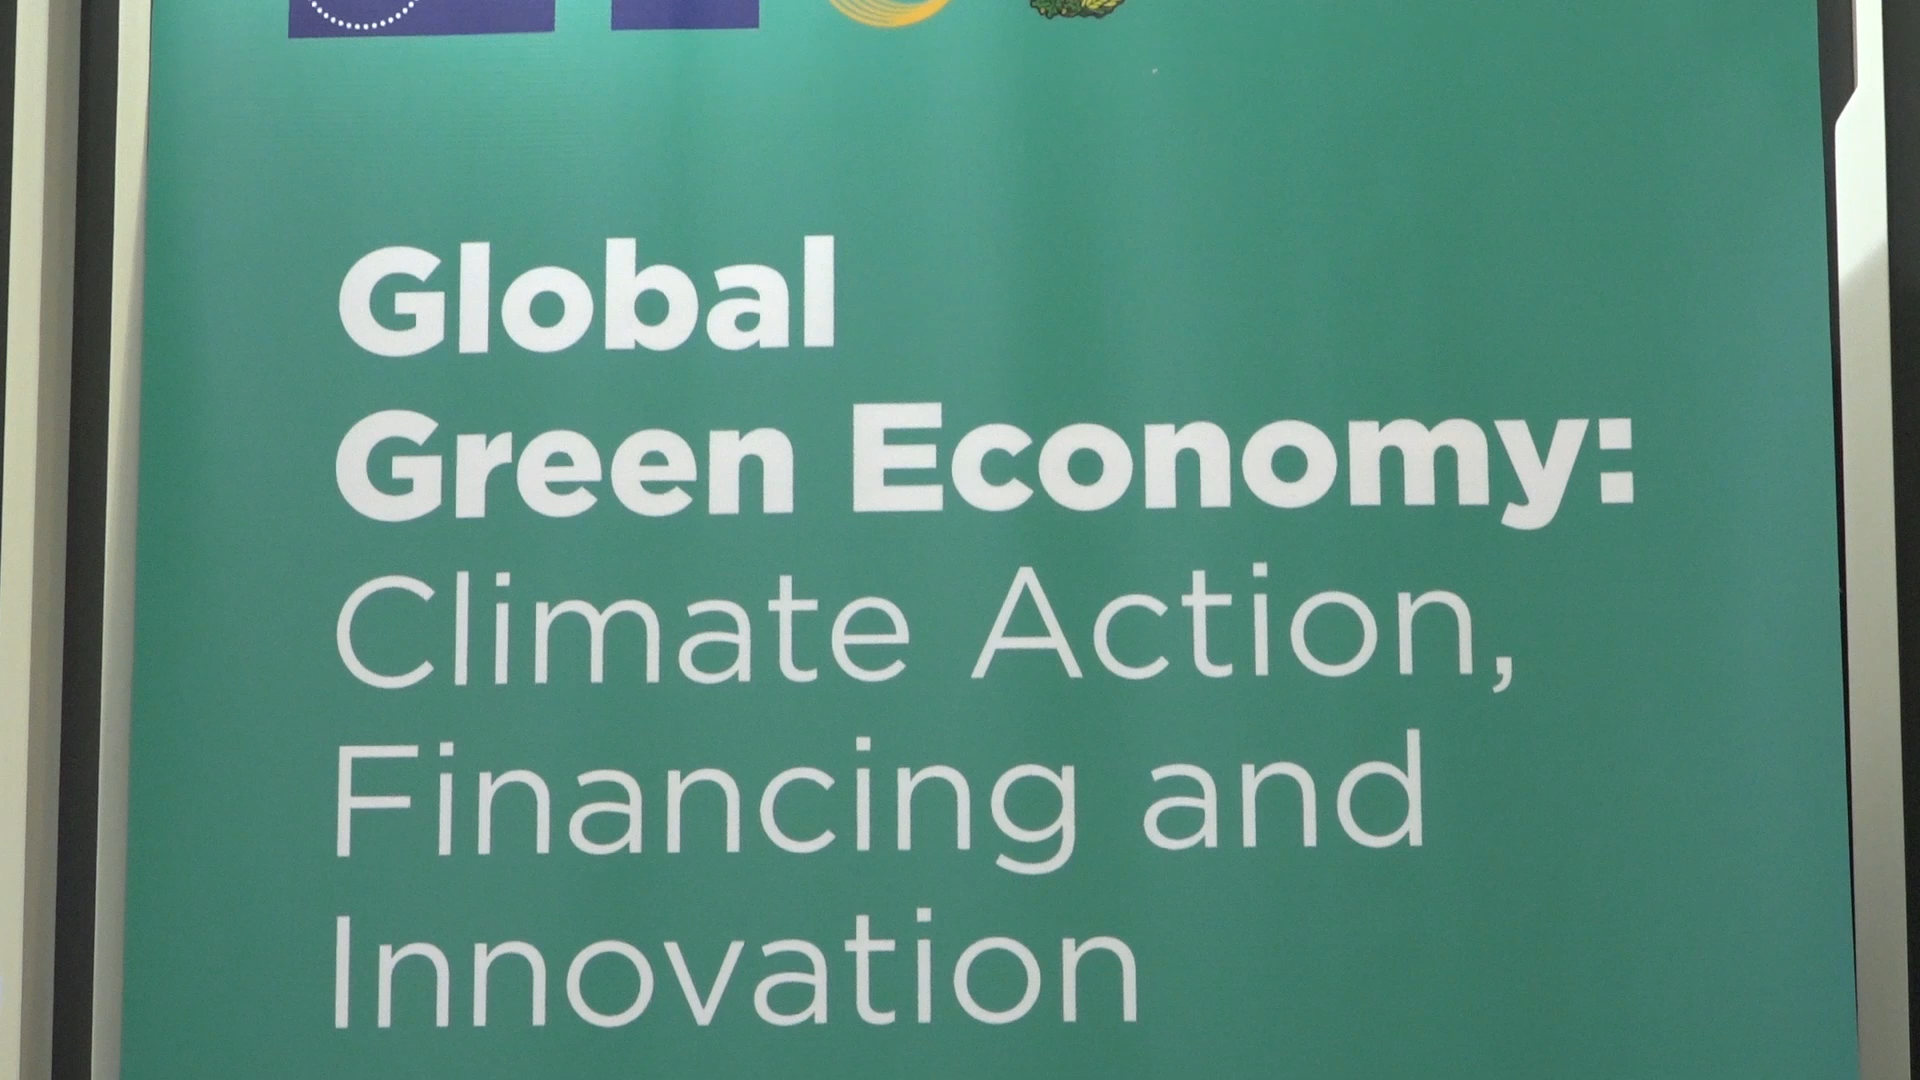 Global
Green Economy:
Climate Action,
Financing and
Innovation